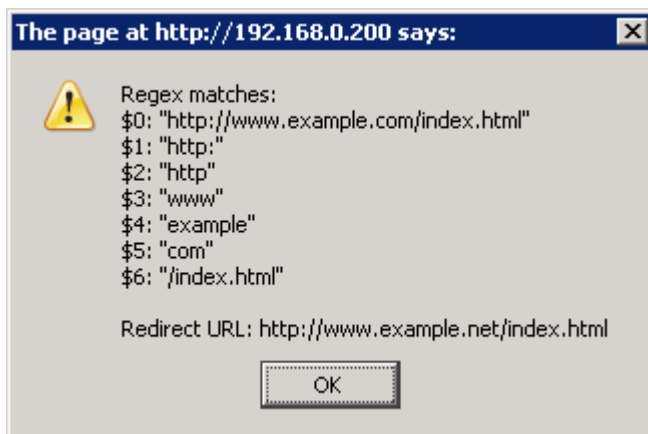 The page at http://192.168.0.200 says:
Regex matches:
$0: "http://www.example.com/index.html"
$1: "http:"
$2: "http"
$3: "www"
$4: "example"
$5: "com"
$6: "/index.html"
Redirect URL: http://www.example.net/index.html
OK